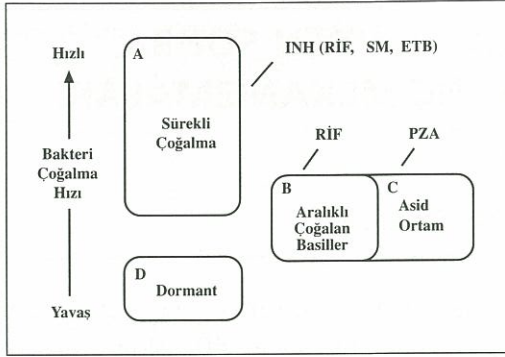 Hızlı
Bakteri
Çoğalma
Hızı
Yavaş
A
Sürekli
Çoğalma
INH (RİF, SM, ETB)
RİF
PZA
B
Aralıklı
Çoğalan
Basiller
C
Asid
Ortam
D
Dormant